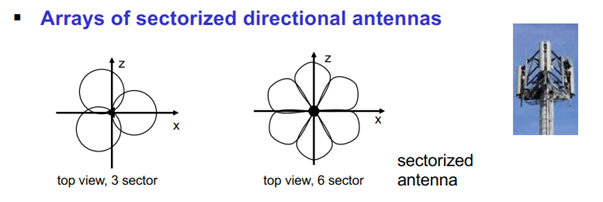 ▪ Arrays of sectorized directional antennas
z
x
top view, 3 sector
z
x
top view, 6 sector
sectorized
antenna